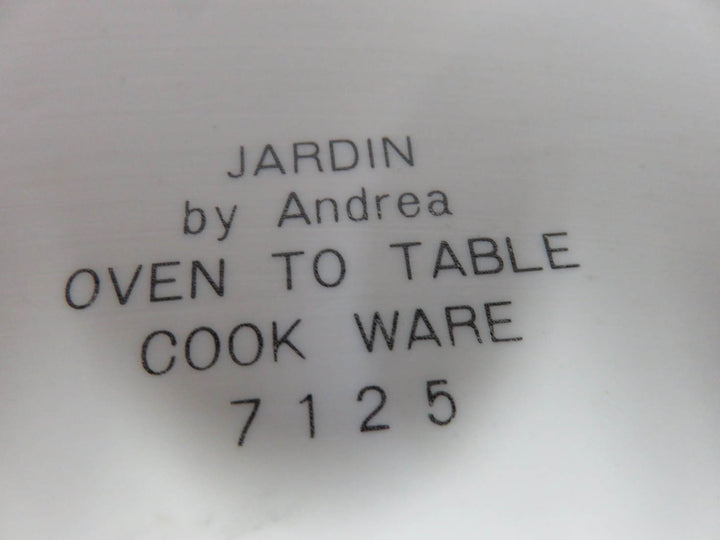 JARDIN
by Andrea
OVEN TO TABLE
COOK WARE
7125